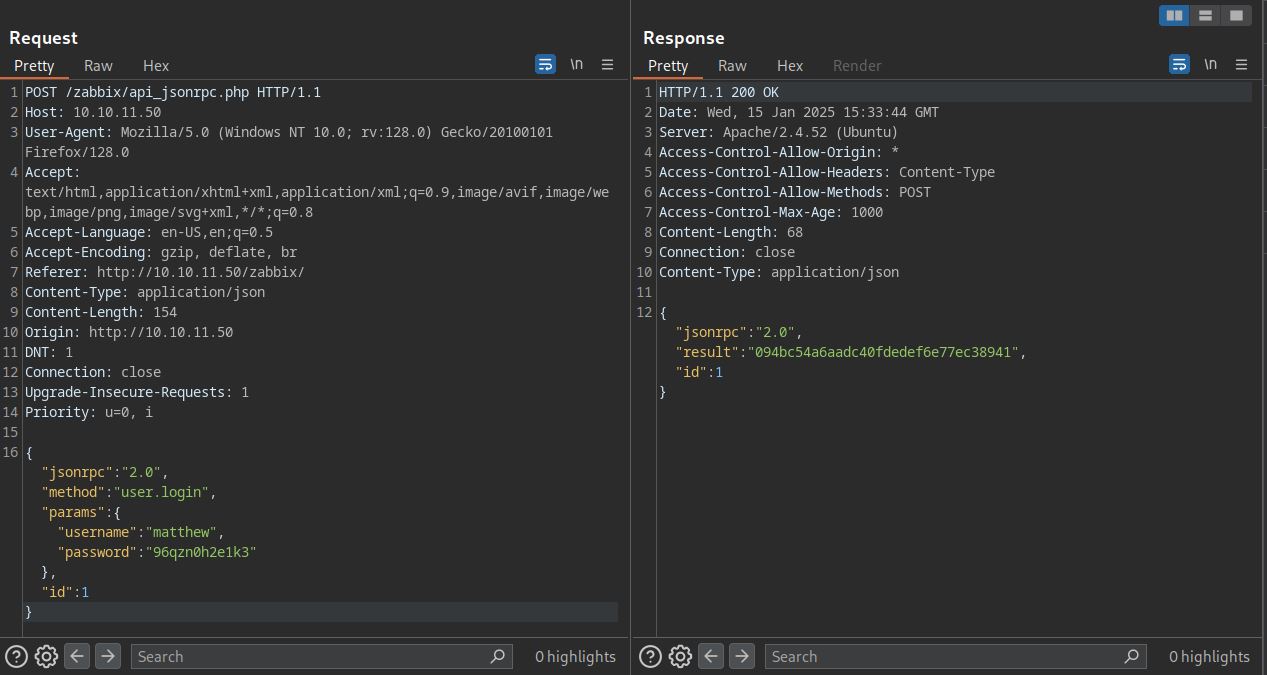 Request
Pretty Raw Hex \n
1 POST /zabbix/api_jsonrpc.php HTTP/1.1
2 Host: 10.10.11.50
3 User-Agent: Mozilla/5.0 (Windows NT 10.0; rv:128.0) Gecko/20100101
Firefox/128.0
4 Accept:
text/html,application/xhtml+xml,application/xml;q=0.9,image/avif,image/we
bp,image/png,image/svg+xml,*/*;q=0.8
5 Accept-Language: en-US,en;q=0.5
6 Accept-Encoding: gzip, deflate, br
7 Referer: http://10.10.11.50/zabbix/
8 Content-Type: application/json
9 Content-Length: 154
10 Origin: http://10.10.11.50
11 DNT: 1
12 Connection: close
13 Upgrade-Insecure-Requests: 1
14 Priority: u=0, i
15
16 {
"jsonrpc":"2.0",
"method":"user.login",
"params":{
"username":"matthew",
"password":"96qzn0h2e1k3"
},
"id":1
}
Search 0 highlights
Response
Pretty Raw Hex Render \n
1 HTTP/1.1 200 OK
2 Date: Wed, 15 Jan 2025 15:33:44 GMT
3 Server: Apache/2.4.52 (Ubuntu)
4 Access-Control-Allow-Origin: *
5 Access-Control-Allow-Headers: Content-Type
6 Access-Control-Allow-Methods: POST
7 Access-Control-Max-Age: 1000
8 Content-Length: 68
9 Connection: close
10 Content-Type: application/json
11
12 {
"jsonrpc":"2.0",
"result":"094bc54a6aadc40fdedef6e77ec38941",
"id":1
}
Search 0 highlights